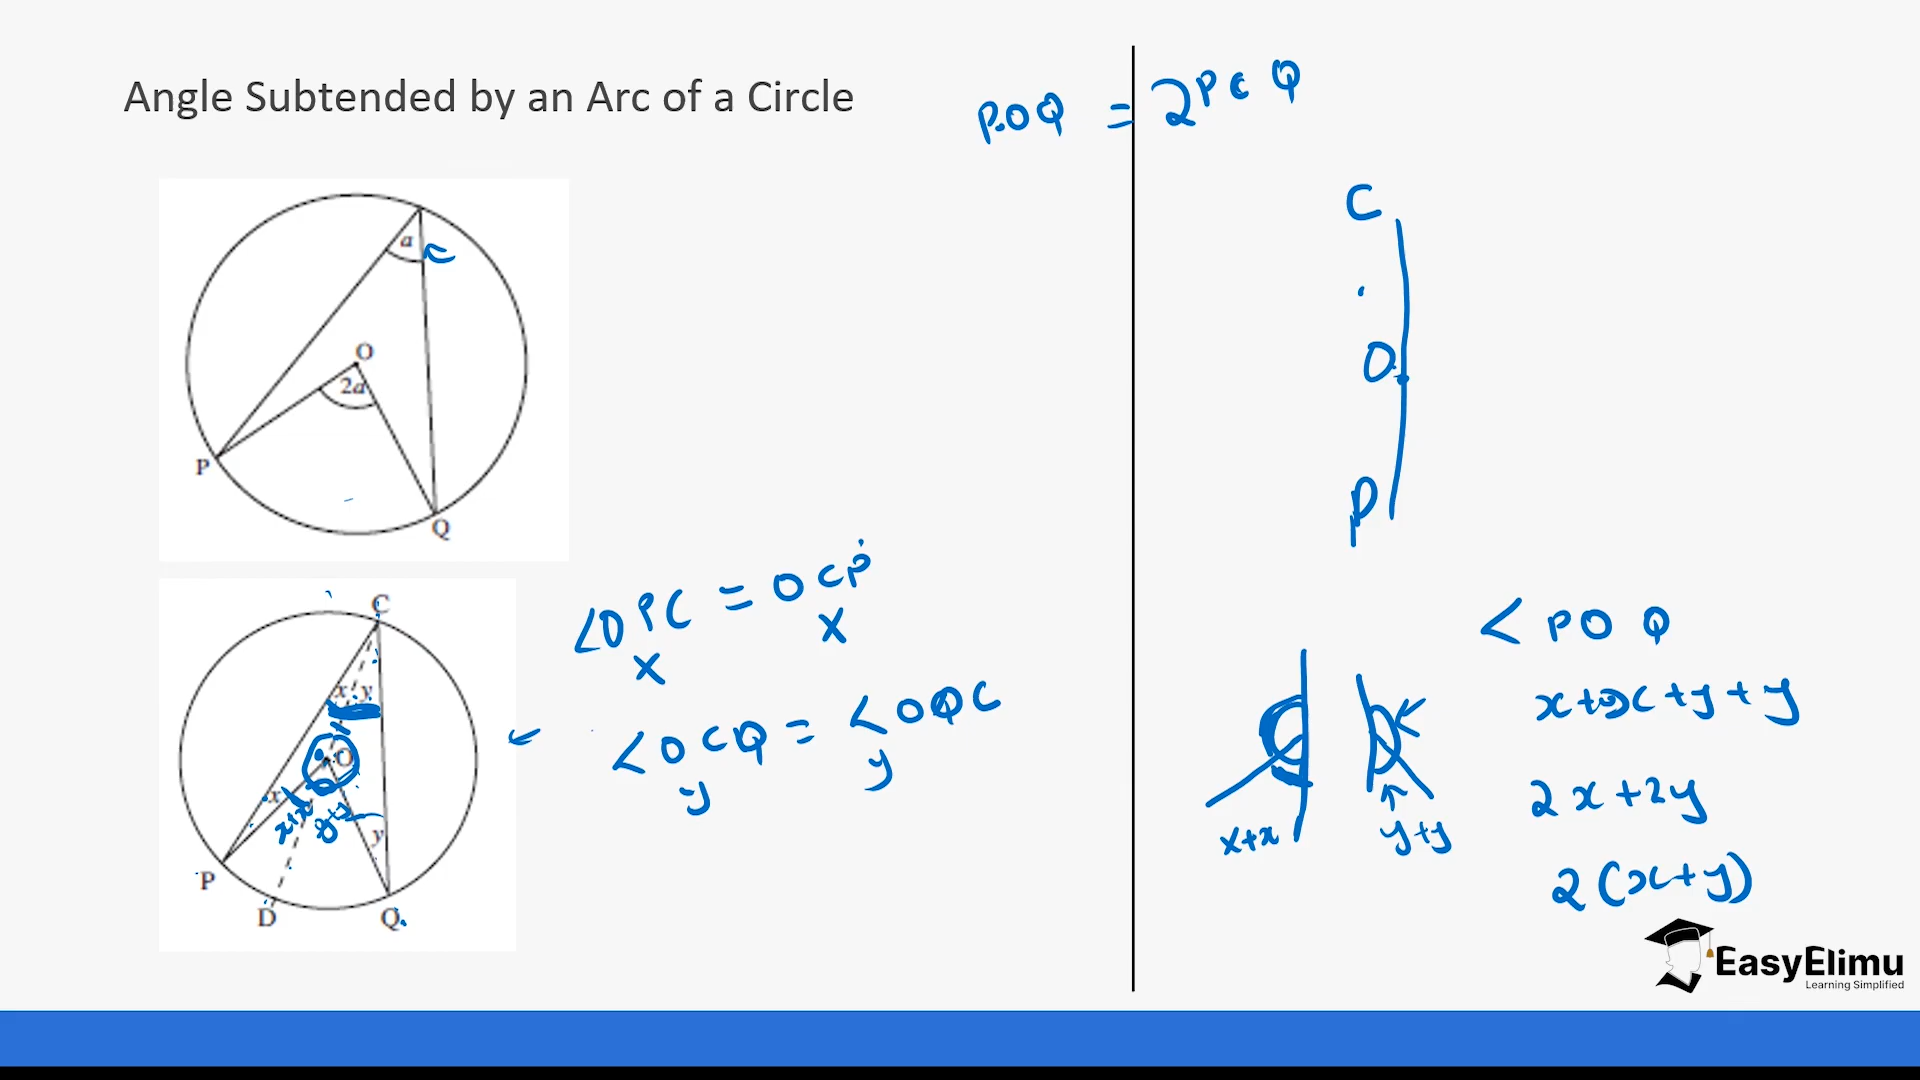 Angle Subtended by an Arc of a Circle
POQ = 2PCQ
a
C
O
2a
P
Q
C
x y
O
x
x+x
y+y
y
P
D
Q
<OPC = OCP
x x
<OCQ = <OQC
y y
C
O
P
<POQ
x+x+y+y
2x+2y
2(x+y)
x+x
y+y
EasyElimu
Learning Simplified